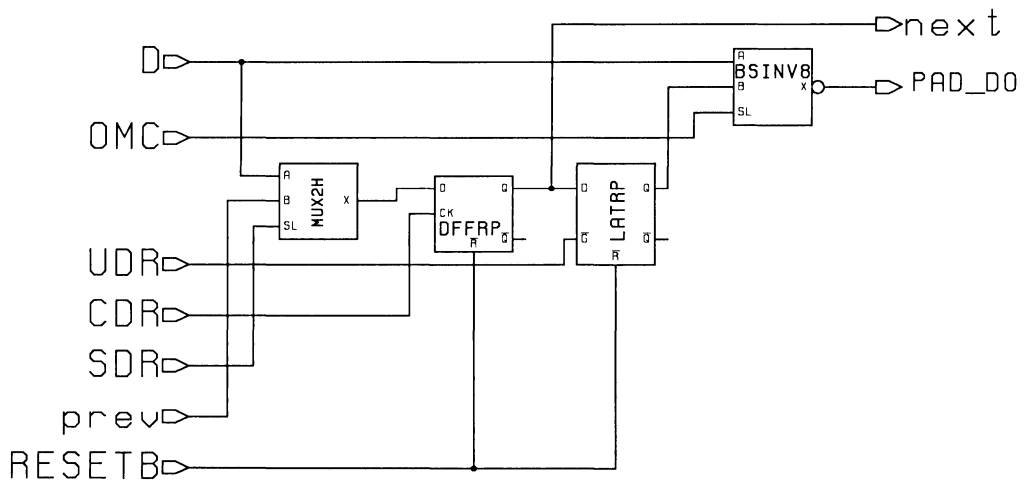 next
D
A
BSINV8
B
X
PAD_DO
SL
OMC
A
B
MUX2H
X
SL
D
Q
CK
DFFRP
R̅
Q̅
D
Q
LATRP
G̅
Q̅
R̅
UDR
CDR
SDR
prev
RESETB